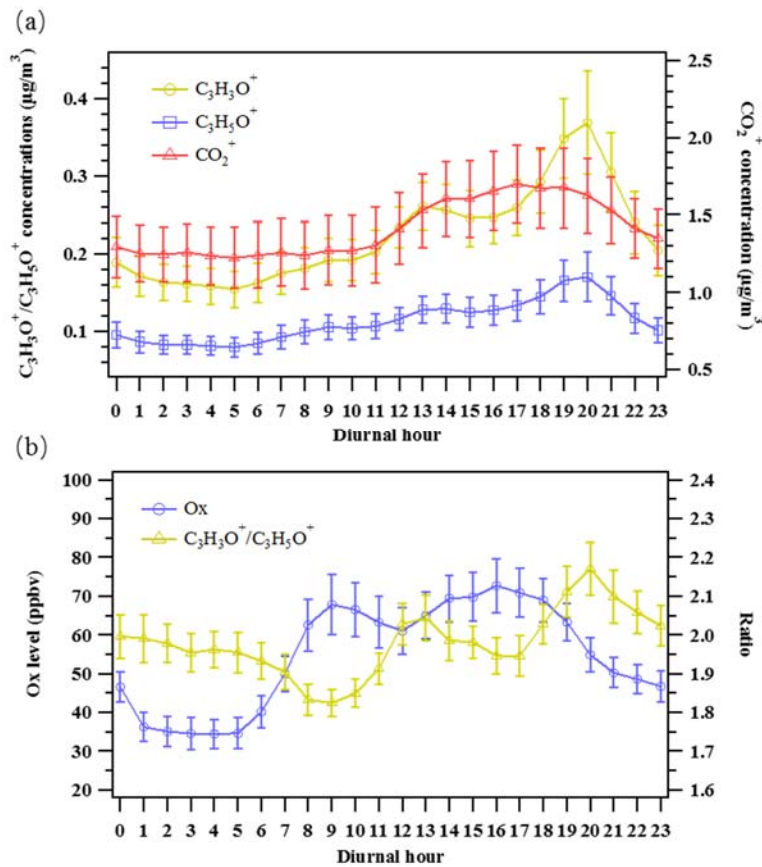 (a)
C₃H₃O⁺/C₃H₅O⁺ concentrations (µg/m³)
0.4
0.3
0.2
0.1
C₃H₃O⁺
C₃H₅O⁺
CO₂⁺
2.5
2.0
1.5
1.0
0.5
CO₂⁺ concentration (µg/m³)
0 1 2 3 4 5 6 7 8 9 10 11 12 13 14 15 16 17 18 19 20 21 22 23
Diurnal hour
(b)
Ox level (ppbv)
100
90
80
70
60
50
40
30
20
Ox
C₃H₃O⁺/C₃H₅O⁺
2.4
2.3
2.2
2.1
2.0
1.9
1.8
1.7
1.6
Ratio
0 1 2 3 4 5 6 7 8 9 10 11 12 13 14 15 16 17 18 19 20 21 22 23
Diurnal hour